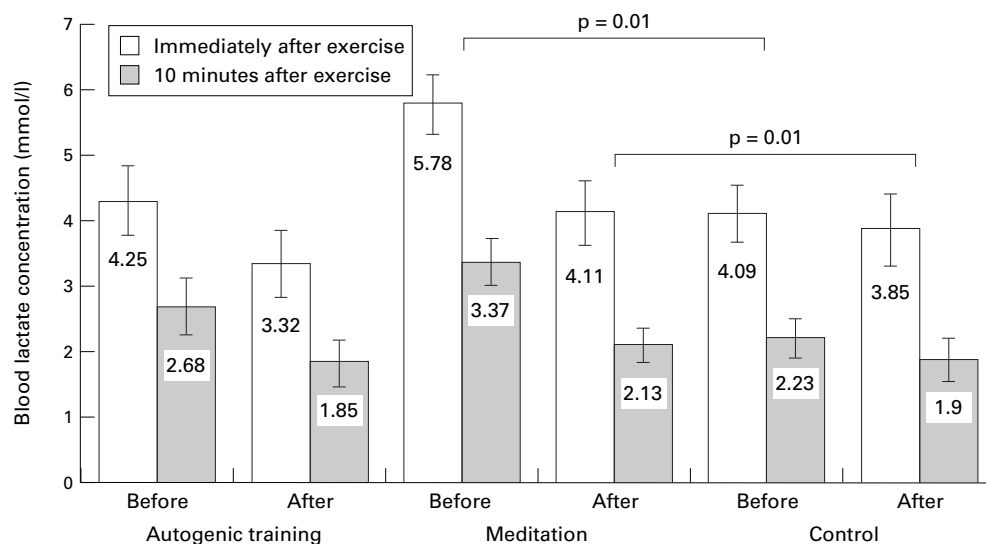 Blood lactate concentration (mmol/l)
7
6
5
4
3
2
1
0
Immediately after exercise
10 minutes after exercise
p = 0.01
p = 0.01
4.25
2.68
3.32
1.85
5.78
3.37
4.11
2.13
4.09
2.23
3.85
1.9
Before After Before After Before After
Autogenic training Meditation Control